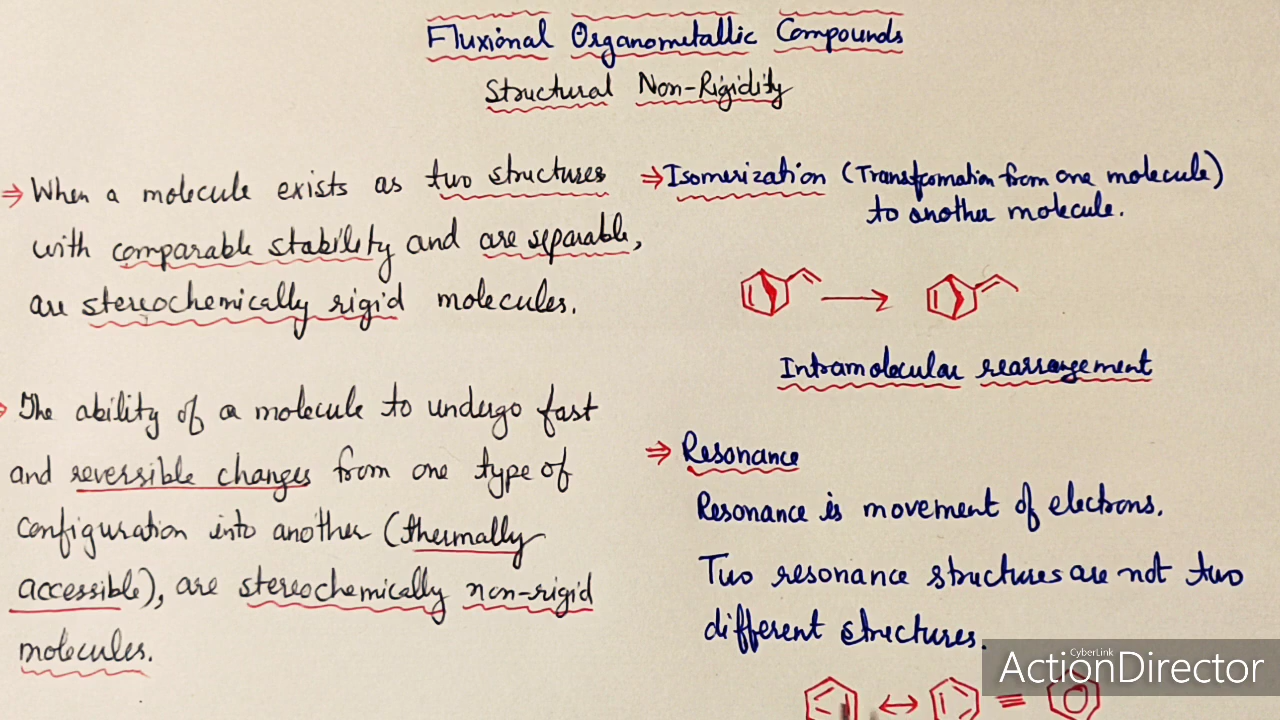 Fluxional Organometallic Compounds
Structural Non-Rigidity
⇒ When a molecule exists as two structures
with comparable stability and are separable,
are stereochemically rigid molecules.
The ability of a molecule to undergo fast
and reversible changes from one type of
configuration into another (thermally
accessible), are stereochemically non-rigid
molecules.
⇒ Isomerization (Transformation from one molecule)
to another molecule.
Intramolecular rearrangement
⇒ Resonance
Resonance is movement of electrons.
Two resonance structures are not two
different structures.
CyberLink
ActionDirector